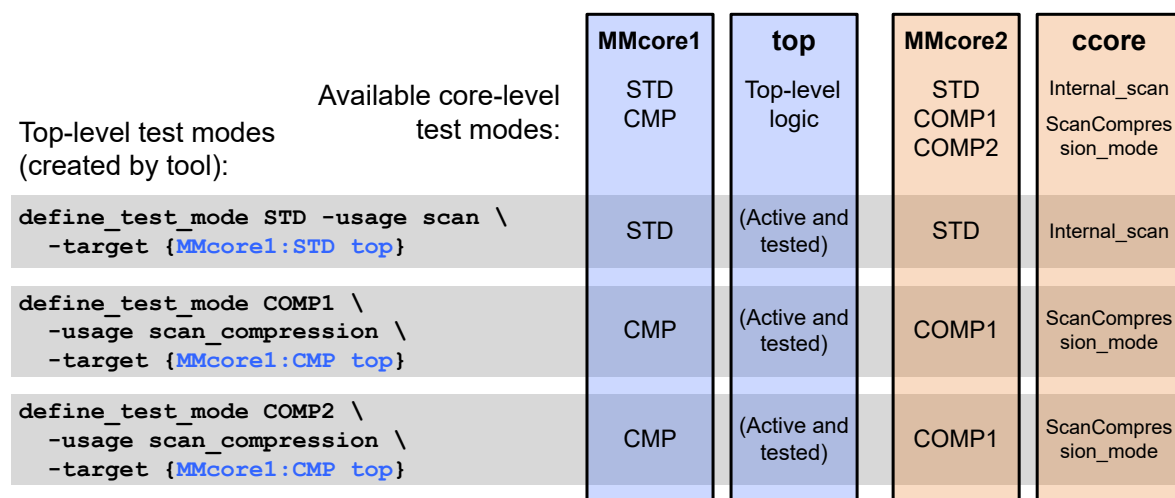 MMcore1 top MMcore2 ccore
Available core-level
test modes:
STD
CMP
Top-level
logic
STD
COMP1
COMP2
Internal_scan
ScanCompres
sion_mode
Top-level test modes
(created by tool):
define_test_mode STD -usage scan \
-target {MMcore1:STD top}
STD
(Active and
tested)
STD
Internal_scan
define_test_mode COMP1 \
-usage scan_compression \
-target {MMcore1:CMP top}
CMP
(Active and
tested)
COMP1
ScanCompres
sion_mode
define_test_mode COMP2 \
-usage scan_compression \
-target {MMcore1:CMP top}
CMP
(Active and
tested)
COMP1
ScanCompres
sion_mode